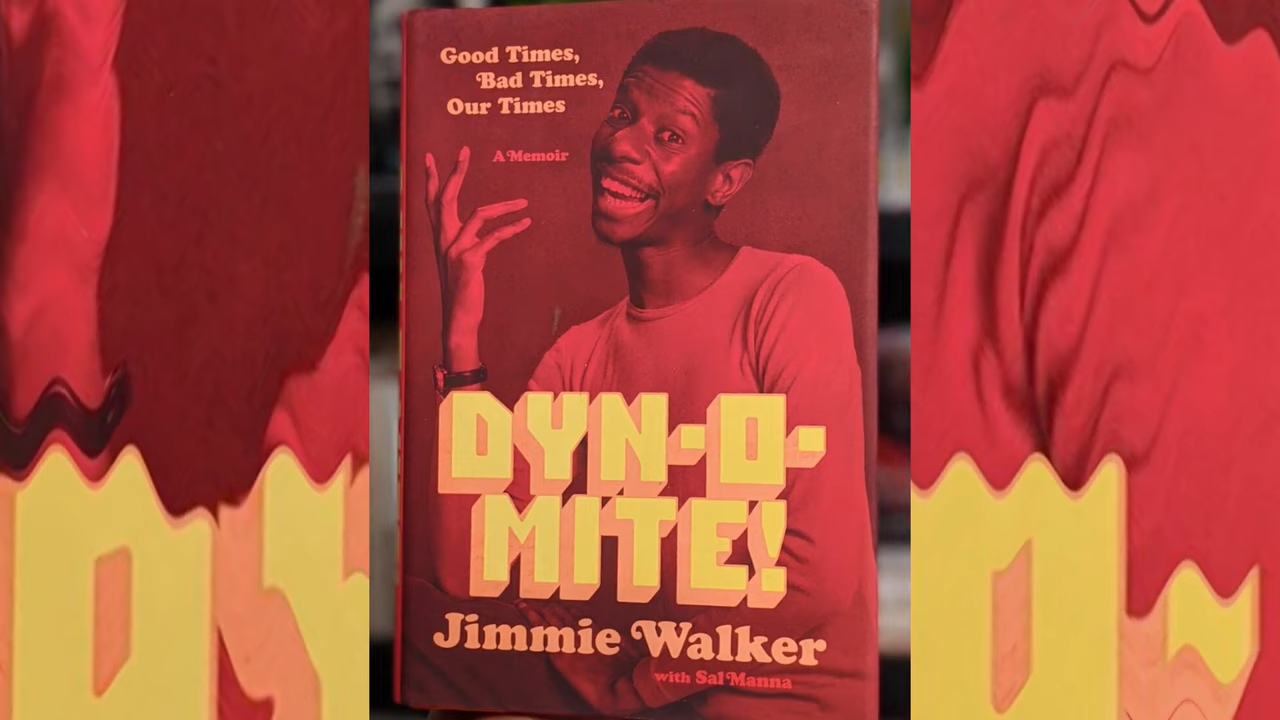 Good Times,
Bad Times,
Our Times
A Memoir
DYN-O-
MITE!
Jimmie Walker
with Sal Manna